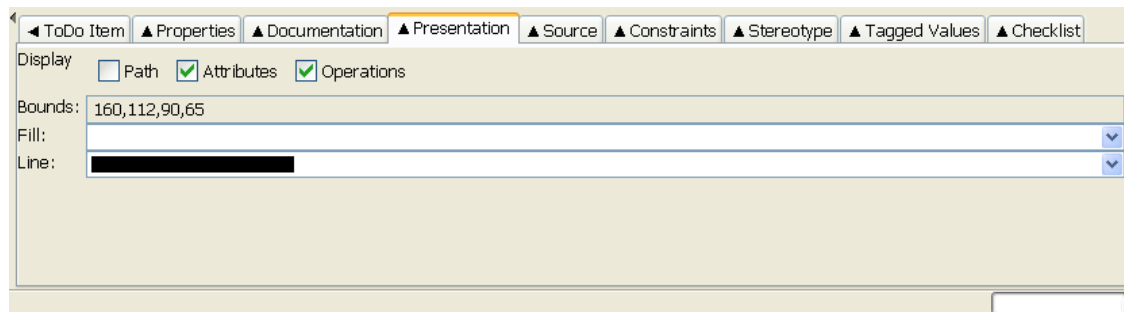 ◄ ToDo Item ▲ Properties ▲ Documentation ▲ Presentation ▲ Source ▲ Constraints ▲ Stereotype ▲ Tagged Values ▲ Checklist
Display Path Attributes Operations
Bounds: 160,112,90,65
Fill:
Line: